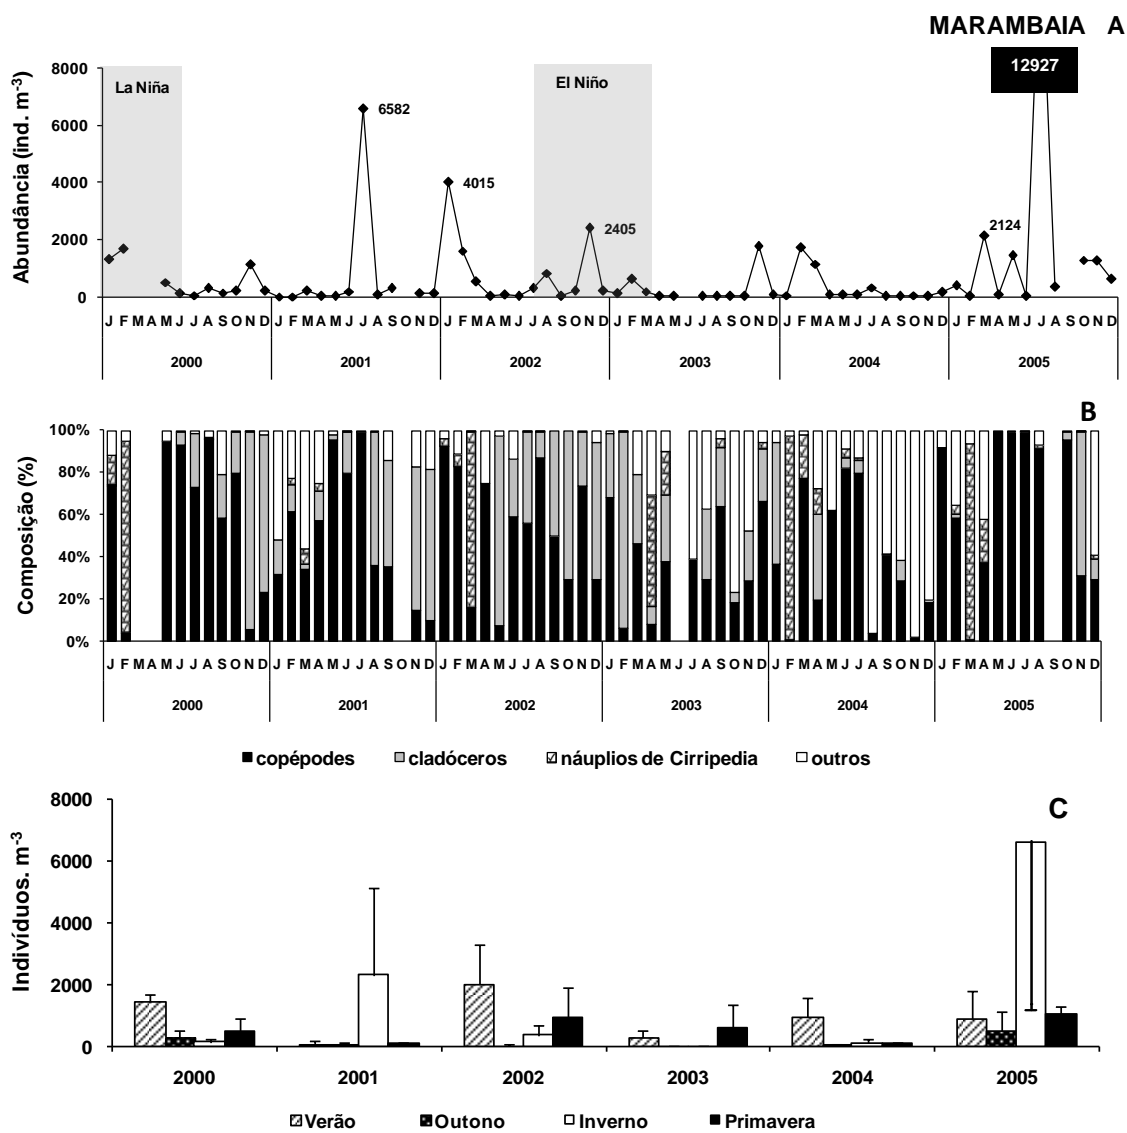 MARAMBAIA A
Abundância (ind. m-3)
8000
6000
4000
2000
0
La Niña
El Niño
6582
4015
2405
2124
12927
J F M A M J J A S O N D J F M A M J J A S O N D J F M A M J J A S O N D J F M A M J J A S O N D J F M A M J J A S O N D J F M A M J J A S O N D
2000 2001 2002 2003 2004 2005
B
Composição (%)
100%
80%
60%
40%
20%
0%
J F M A M J J A S O N D J F M A M J J A S O N D J F M A M J J A S O N D J F M A M J J A S O N D J F M A M J J A S O N D J F M A M J J A S O N D
2000 2001 2002 2003 2004 2005
copépodes cladóceros náuplios de Cirripedia outros
C
Indivíduos. m-3
8000
6000
4000
2000
0
2000 2001 2002 2003 2004 2005
Verão Outono Inverno Primavera